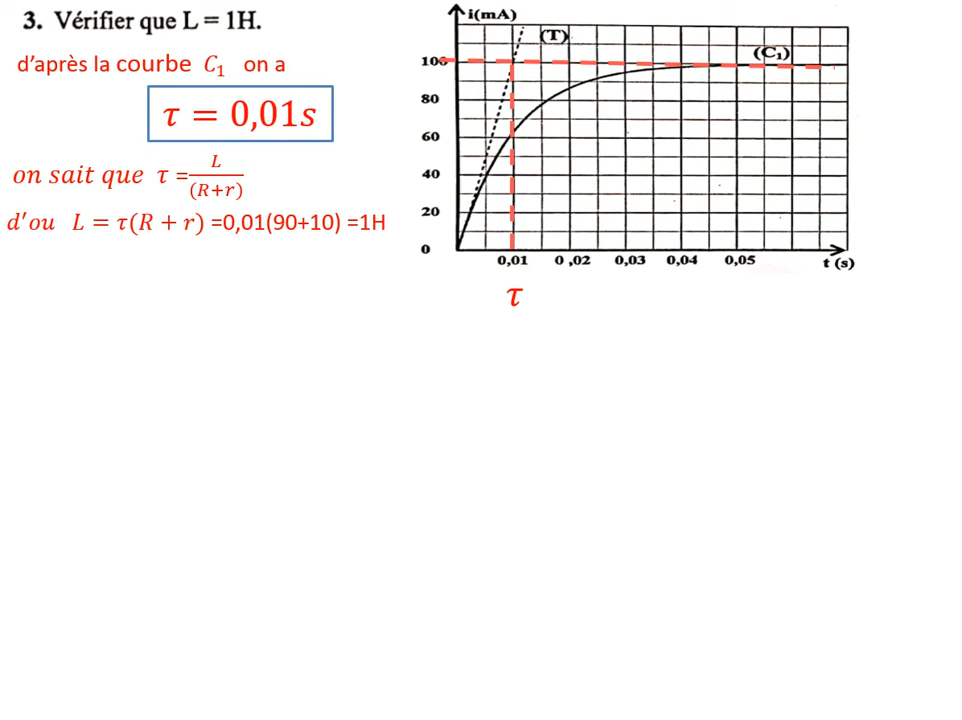 3. Vérifier que L = 1H.
d'après la courbe C₁ on a
τ = 0,01s
on sait que τ = L/(R+r)
d'ou L = τ(R + r) =0,01(90+10) =1H
i(mA)
(T)
(C₁)
100
80
60
40
20
0
0,01 0 ,02 0,03 0,04 0,05 t (s)
τ